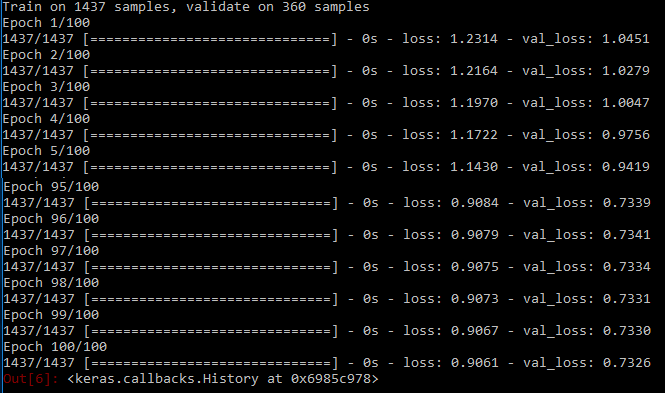 Train on 1437 samples, validate on 360 samples
Epoch 1/100
1437/1437 [==============================] - 0s - loss: 1.2314 - val_loss: 1.0451
Epoch 2/100
1437/1437 [==============================] - 0s - loss: 1.2164 - val_loss: 1.0279
Epoch 3/100
1437/1437 [==============================] - 0s - loss: 1.1970 - val_loss: 1.0047
Epoch 4/100
1437/1437 [==============================] - 0s - loss: 1.1722 - val_loss: 0.9756
Epoch 5/100
1437/1437 [==============================] - 0s - loss: 1.1430 - val_loss: 0.9419
Epoch 95/100
1437/1437 [==============================] - 0s - loss: 0.9084 - val_loss: 0.7339
Epoch 96/100
1437/1437 [==============================] - 0s - loss: 0.9079 - val_loss: 0.7341
Epoch 97/100
1437/1437 [==============================] - 0s - loss: 0.9075 - val_loss: 0.7334
Epoch 98/100
1437/1437 [==============================] - 0s - loss: 0.9073 - val_loss: 0.7331
Epoch 99/100
1437/1437 [==============================] - 0s - loss: 0.9067 - val_loss: 0.7330
Epoch 100/100
1437/1437 [==============================] - 0s - loss: 0.9061 - val_loss: 0.7326
Out[6]: <keras.callbacks.History at 0x6985c978>